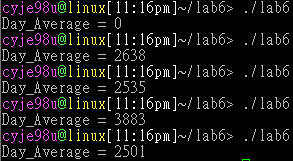 cyje98u@linux[11:16pm]~/lab6> ./lab6
Day_Average = 0
cyje98u@linux[11:16pm]~/lab6> ./lab6
Day_Average = 2638
cyje98u@linux[11:16pm]~/lab6> ./lab6
Day_Average = 2535
cyje98u@linux[11:16pm]~/lab6> ./lab6
Day_Average = 3883
cyje98u@linux[11:16pm]~/lab6> ./lab6
Day_Average = 2501